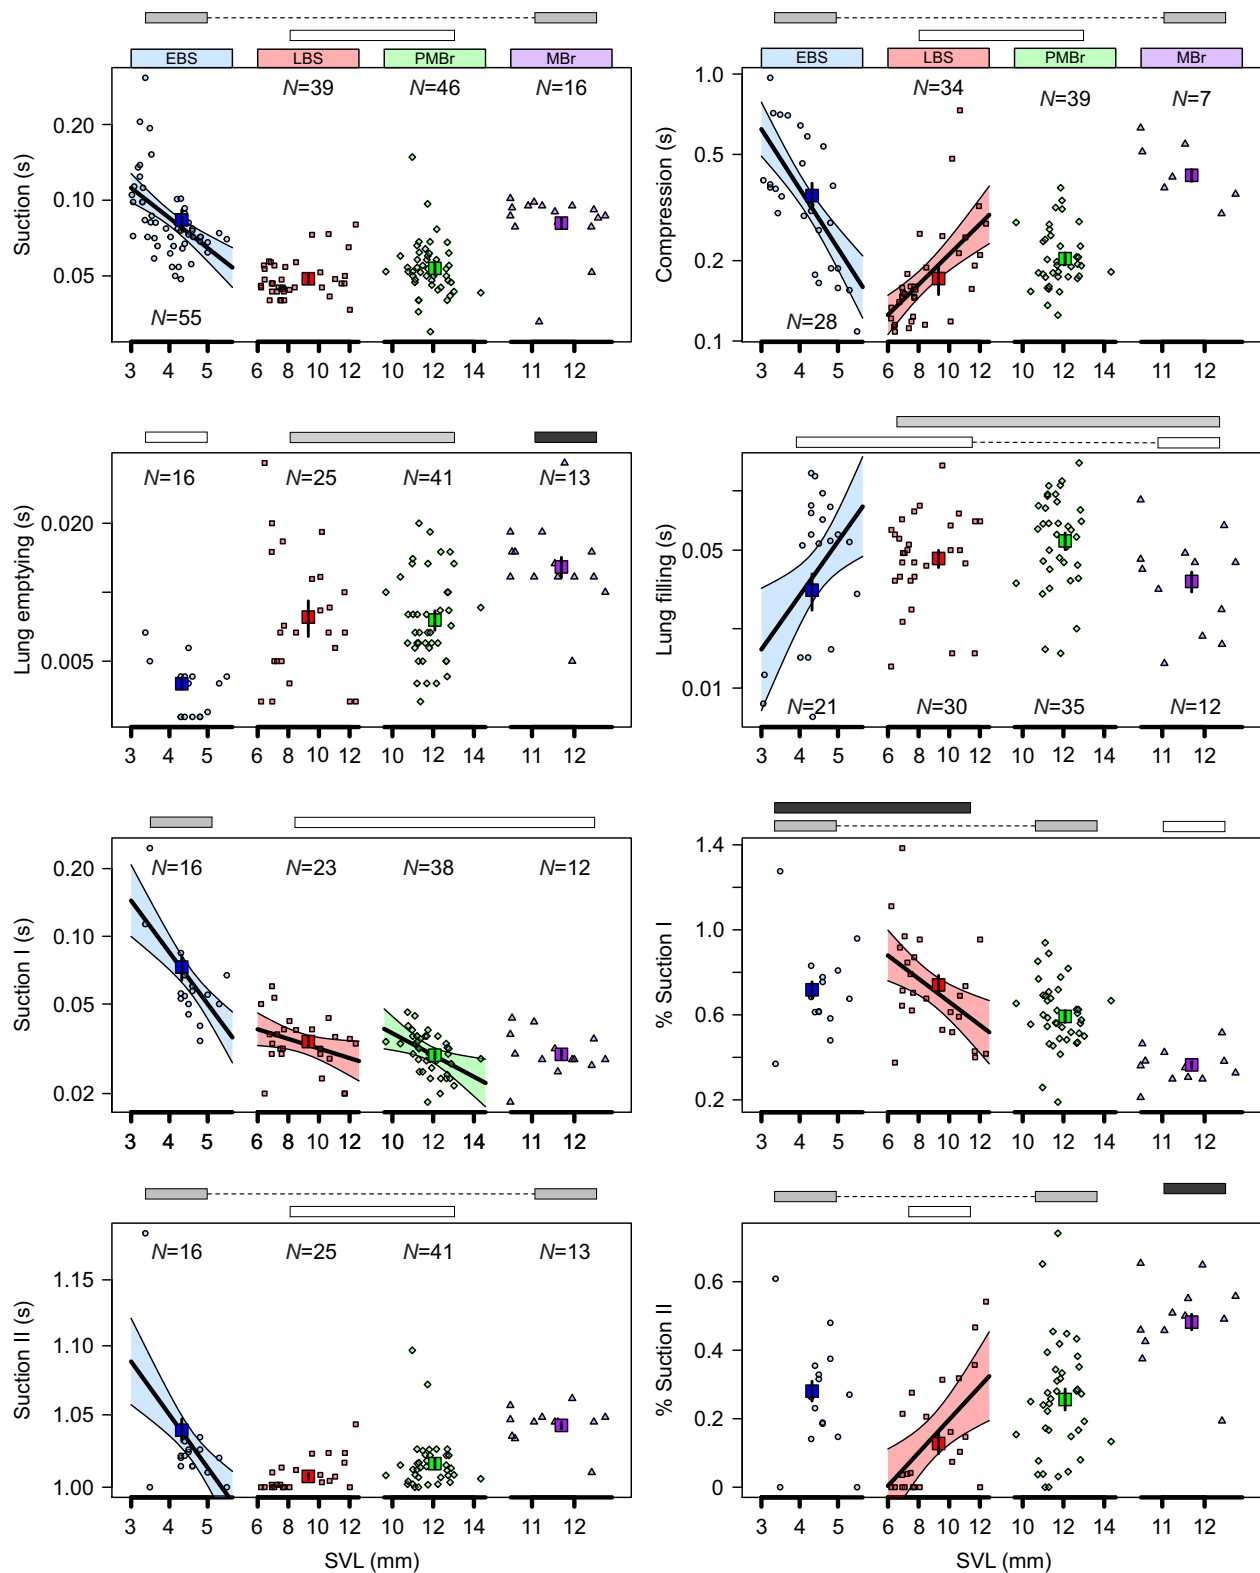 EBS LBS PMBr MBr
N=39 N=46 N=16
0.20
0.10
0.05
N=55
Suction (s)
3 4 5 6 8 10 12 10 12 14 11 12
EBS LBS PMBr MBr
N=34 N=39 N=7
1.0
0.5
0.2
0.1
N=28
Compression (s)
3 4 5 6 8 10 12 10 12 14 11 12
N=16 N=25 N=41 N=13
0.020
0.005
Lung emptying (s)
3 4 5 6 8 10 12 10 12 14 11 12
0.05
0.01
N=21 N=30 N=35 N=12
Lung filling (s)
3 4 5 6 8 10 12 10 12 14 11 12
N=16 N=23 N=38 N=12
0.20
0.10
0.05
0.02
Suction I (s)
3 4 5 6 8 10 12 10 12 14 11 12
1.4
1.0
0.6
0.2
% Suction I
3 4 5 6 8 10 12 10 12 14 11 12
N=16 N=25 N=41 N=13
1.15
1.10
1.05
1.00
Suction II (s)
3 4 5 6 8 10 12 10 12 14 11 12
SVL (mm)
0.6
0.4
0.2
0
% Suction II
3 4 5 6 8 10 12 10 12 14 11 12
SVL (mm)